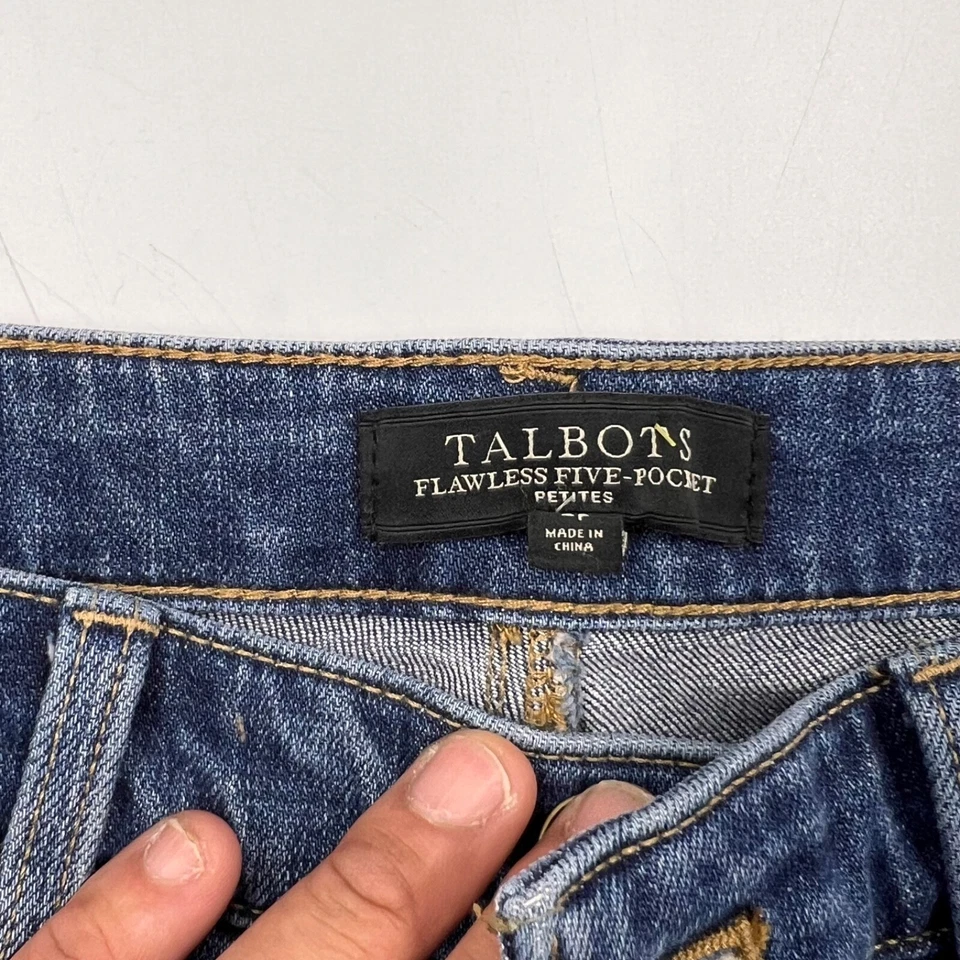 TALBOTS
FLAWLESS FIVE-POCKET
PETITES
MADE IN
CHINA